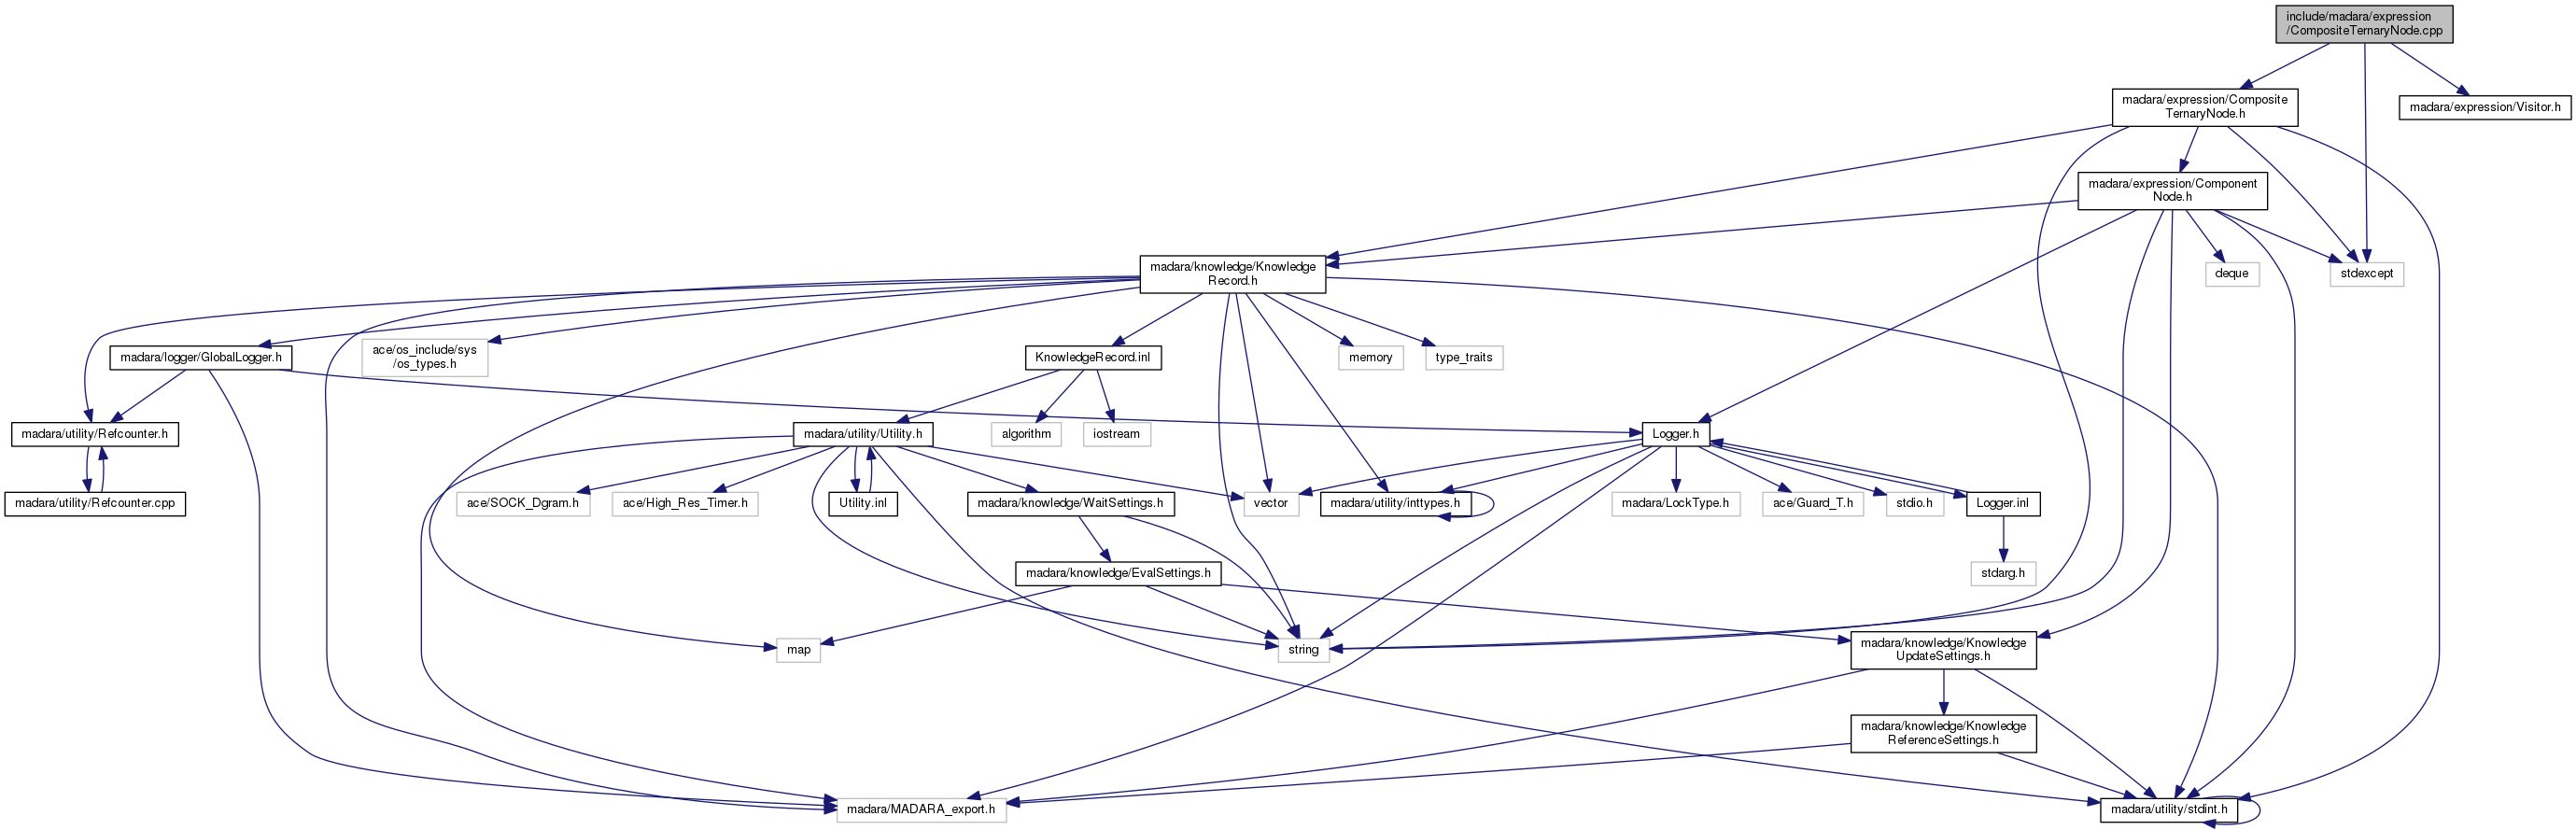 include/madara/expression
/CompositeTernaryNode.cpp
madara/expression/Composite
TernaryNode.h
madara/expression/Visitor.h
madara/expression/Component
Node.h
madara/knowledge/Knowledge
Record.h
deque
stdexcept
madara/logger/GlobalLogger.h
ace/os_include/sys
/os_types.h
KnowledgeRecord.inl
memory
type_traits
madara/utility/Refcounter.h
madara/utility/Utility.h
algorithm
iostream
Logger.h
madara/utility/Refcounter.cpp
ace/SOCK_Dgram.h
ace/High_Res_Timer.h
Utility.inl
madara/knowledge/WaitSettings.h
vector
madara/utility/inttypes.h
madara/LockType.h
ace/Guard_T.h
stdio.h
Logger.inl
madara/knowledge/EvalSettings.h
stdarg.h
map
string
madara/knowledge/Knowledge
UpdateSettings.h
madara/knowledge/Knowledge
ReferenceSettings.h
madara/MADARA_export.h
madara/utility/stdint.h